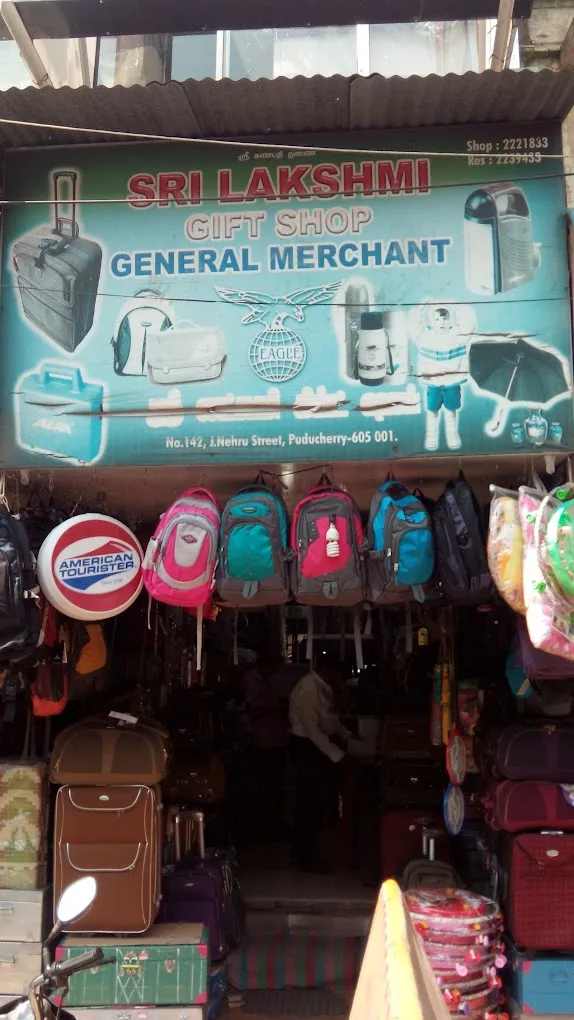 ஸ்ரீ கணபதி துணை
Shop : 2221833
Res : 2239433
SRI LAKSHMI
GIFT SHOP
GENERAL MERCHANT
EAGLE
No.142, J.Nehru Street, Puducherry-605 001.
AMERICAN
TOURISTER